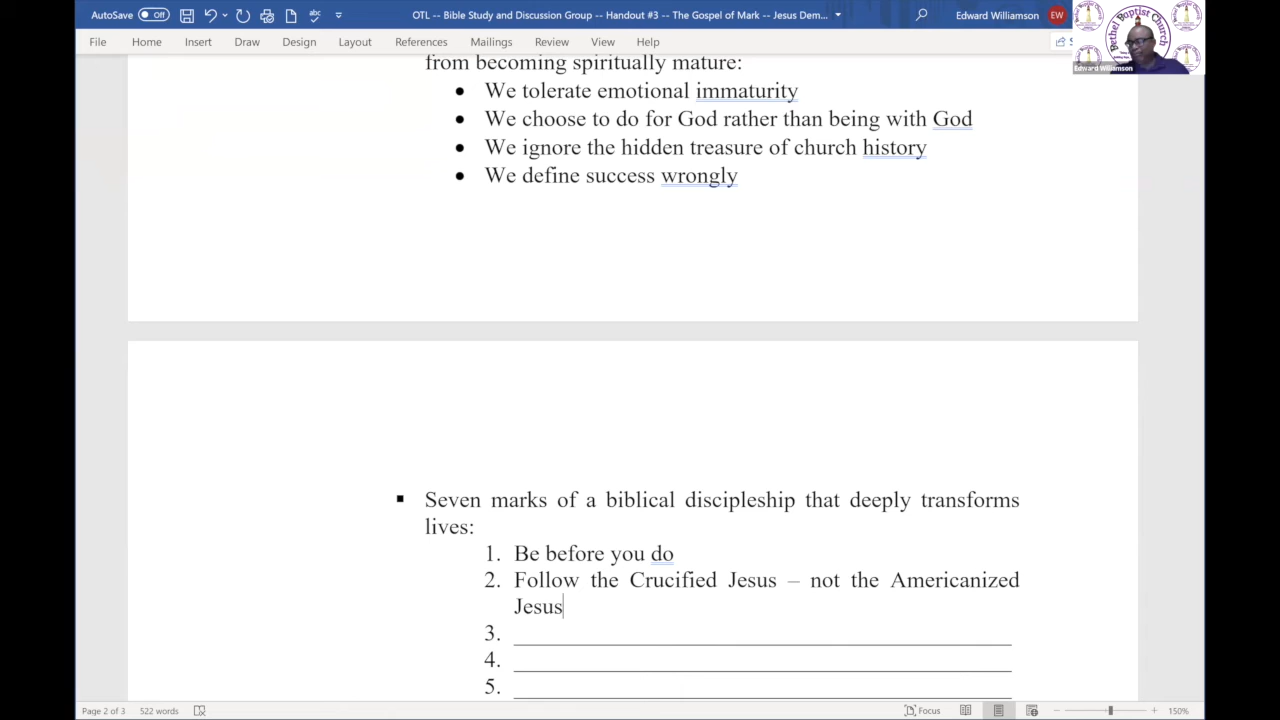 AutoSave Off OTL -- Bible Study and Discussion Group -- Handout #3 -- The Gospel of Mark -- Jesus Dem... Edward Williamson EW
File Home Insert Draw Design Layout References Mailings Review View Help
Bethel Baptist Church
Edward Williamson
from becoming spiritually mature:
• We tolerate emotional immaturity
• We choose to do for God rather than being with God
• We ignore the hidden treasure of church history
• We define success wrongly
▪ Seven marks of a biblical discipleship that deeply transforms
lives:
1. Be before you do
2. Follow the Crucified Jesus – not the Americanized
Jesus
3.
4.
5.
Page 2 of 3 522 words Focus 150%